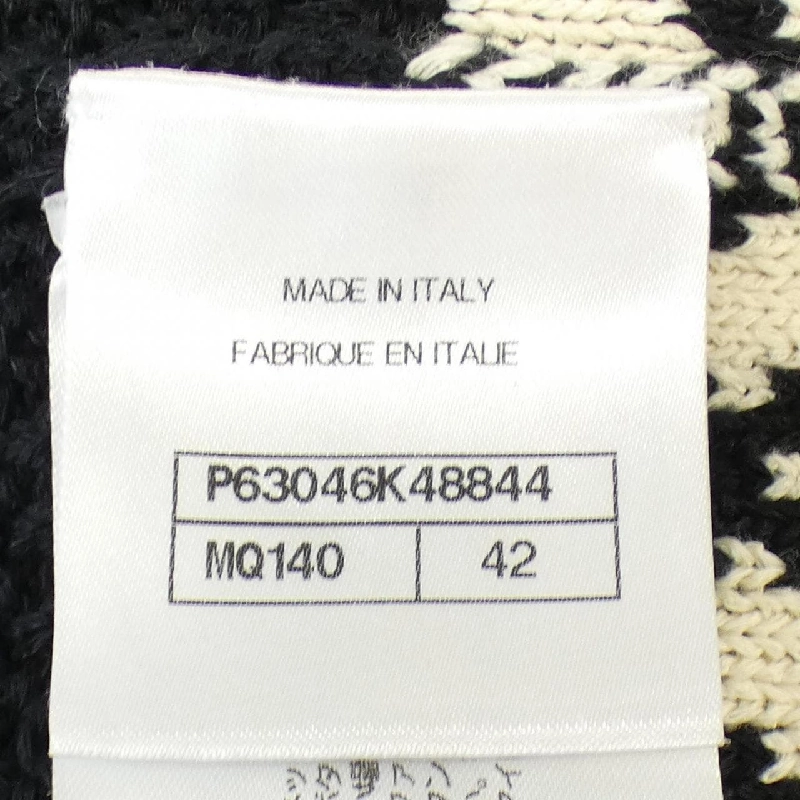 MADE IN ITALY
FABRIQUE EN ITALIE
P63046K48844
MQ140 42